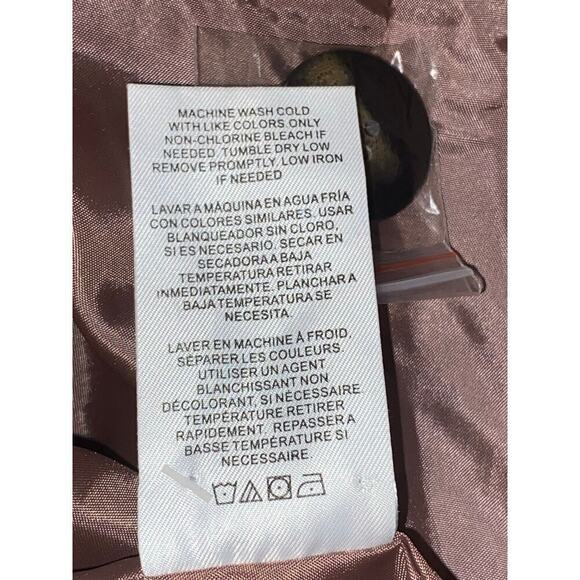 MACHINE WASH COLD
WITH LIKE COLORS. ONLY
NON-CHLORINE BLEACH IF
NEEDED. TUMBLE DRY LOW
REMOVE PROMPTLY. LOW IRON
IF NEEDED
LAVAR A MÁQUINA EN AGUA FRÍA
CON COLORES SIMILARES. USAR
BLANQUEADOR SIN CLORO,
SI ES NECESARIO. SECAR EN
SECADORA A BAJA
TEMPERATURA RETIRAR
INMEDIATAMENTE. PLANCHAR A
BAJA TEMPERATURA SE
NECESITA.
LAVER EN MACHINE À FROID.
SÉPARER LES COULEURS.
UTILISER UN AGENT
BLANCHISSANT NON
DÉCOLORANT, SI NÉCESSAIRE.
TEMPÉRATURE RETIRER
RAPIDEMENT. REPASSER A
BASSE TEMPÉRATURE SI
NECESSAIRE.